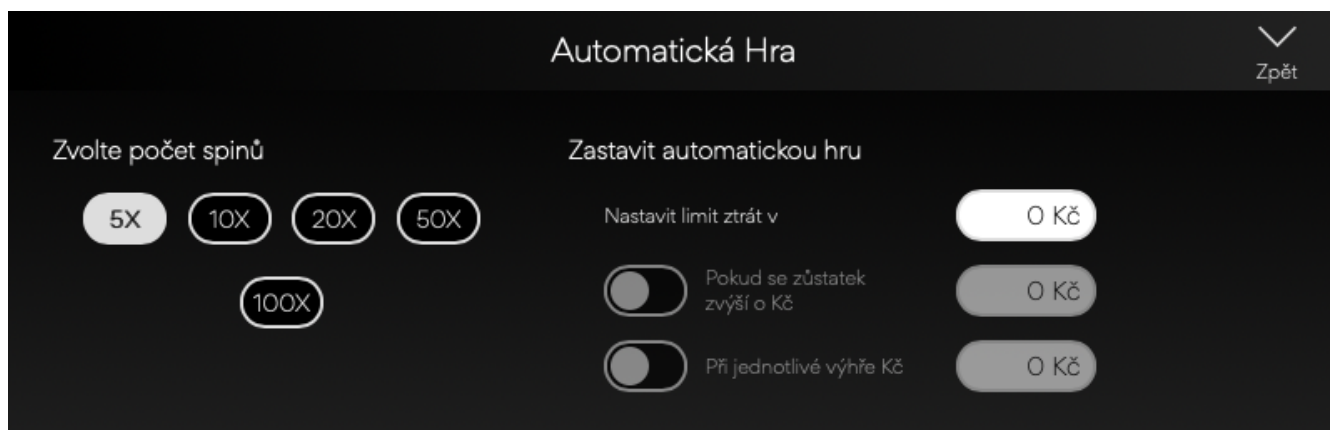 Automatická Hra
Zpět
Zvolte počet spinů
5X 10X 20X 50X
100X
Zastavit automatickou hru
Nastavit limit ztrát v 0 Kč
Pokud se zůstatek
zvýší o Kč 0 Kč
Při jednotlivé výhře Kč 0 Kč